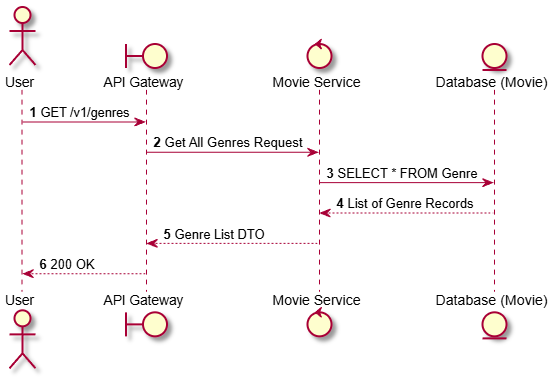 User
API Gateway
Movie Service
Database (Movie)
1 GET /v1/genres
2 Get All Genres Request
3 SELECT * FROM Genre
4 List of Genre Records
5 Genre List DTO
6 200 OK
User
API Gateway
Movie Service
Database (Movie)